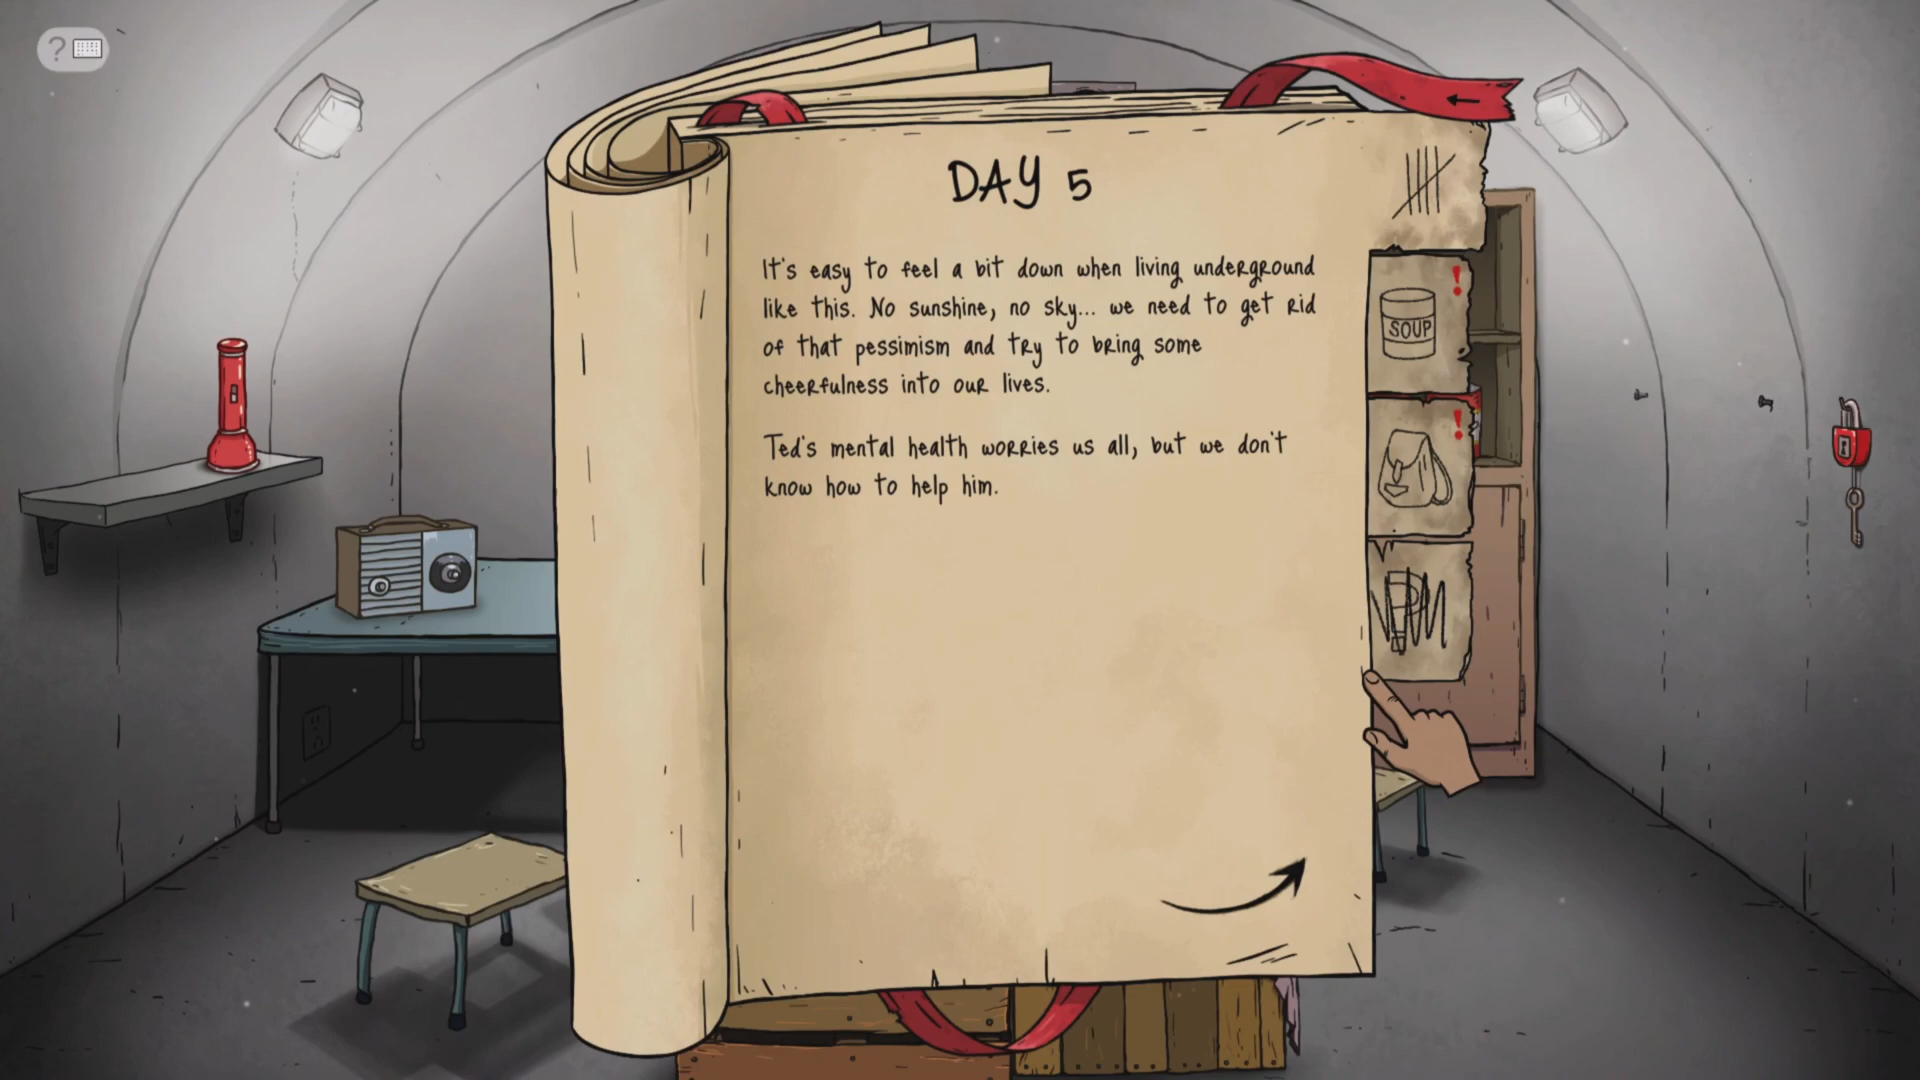 ?
DAY 5
It's easy to feel a bit down when living underground
like this. No sunshine, no sky... we need to get rid
of that pessimism and try to bring some
cheerfulness into our lives.
Ted's mental health worries us all, but we don't
know how to help him.
!
SOUP
!